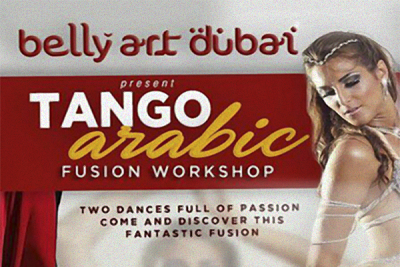 belly art dubai
present
TANGO
arabic
FUSION WORKSHOP
TWO DANCES FULL OF PASSION
COME AND DISCOVER THIS
FANTASTIC FUSION